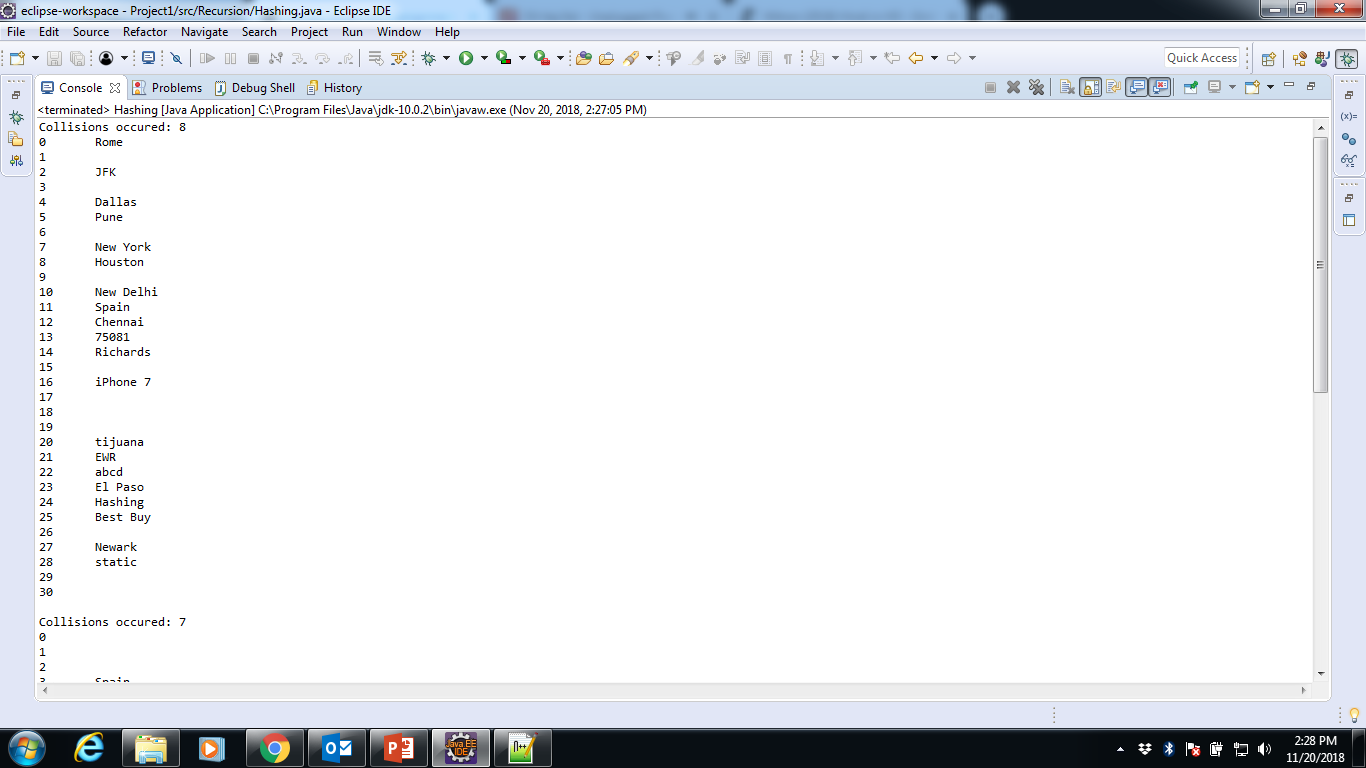 eclipse-workspace - Project1/src/Recursion/Hashing.java - Eclipse IDE
File Edit Source Refactor Navigate Search Project Run Window Help
Quick Access
Console Problems Debug Shell History
<terminated> Hashing [Java Application] C:\Program Files\Java\jdk-10.0.2\bin\javaw.exe (Nov 20, 2018, 2:27:05 PM)
Collisions occured: 8
0 Rome
1
2 JFK
3
4 Dallas
5 Pune
6
7 New York
8 Houston
9
10 New Delhi
11 Spain
12 Chennai
13 75081
14 Richards
15
16 iPhone 7
17
18
19
20 tijuana
21 EWR
22 abcd
23 El Paso
24 Hashing
25 Best Buy
26
27 Newark
28 static
29
30
Collisions occured: 7
0
1
2
3 Spain
Java EE
IDE
2:28 PM
11/20/2018